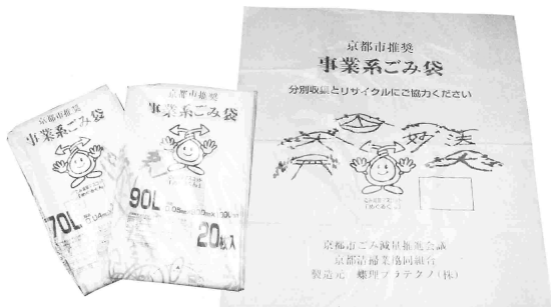 京都市推奨
事業系ごみ袋
70L
京都市推奨
事業系ごみ袋
90L
20枚入
京都市推奨
事業系ごみ袋
分別収集とリサイクルにご協力ください
妙 法
京都市ごみ減量推進会議
京都清掃業協同組合